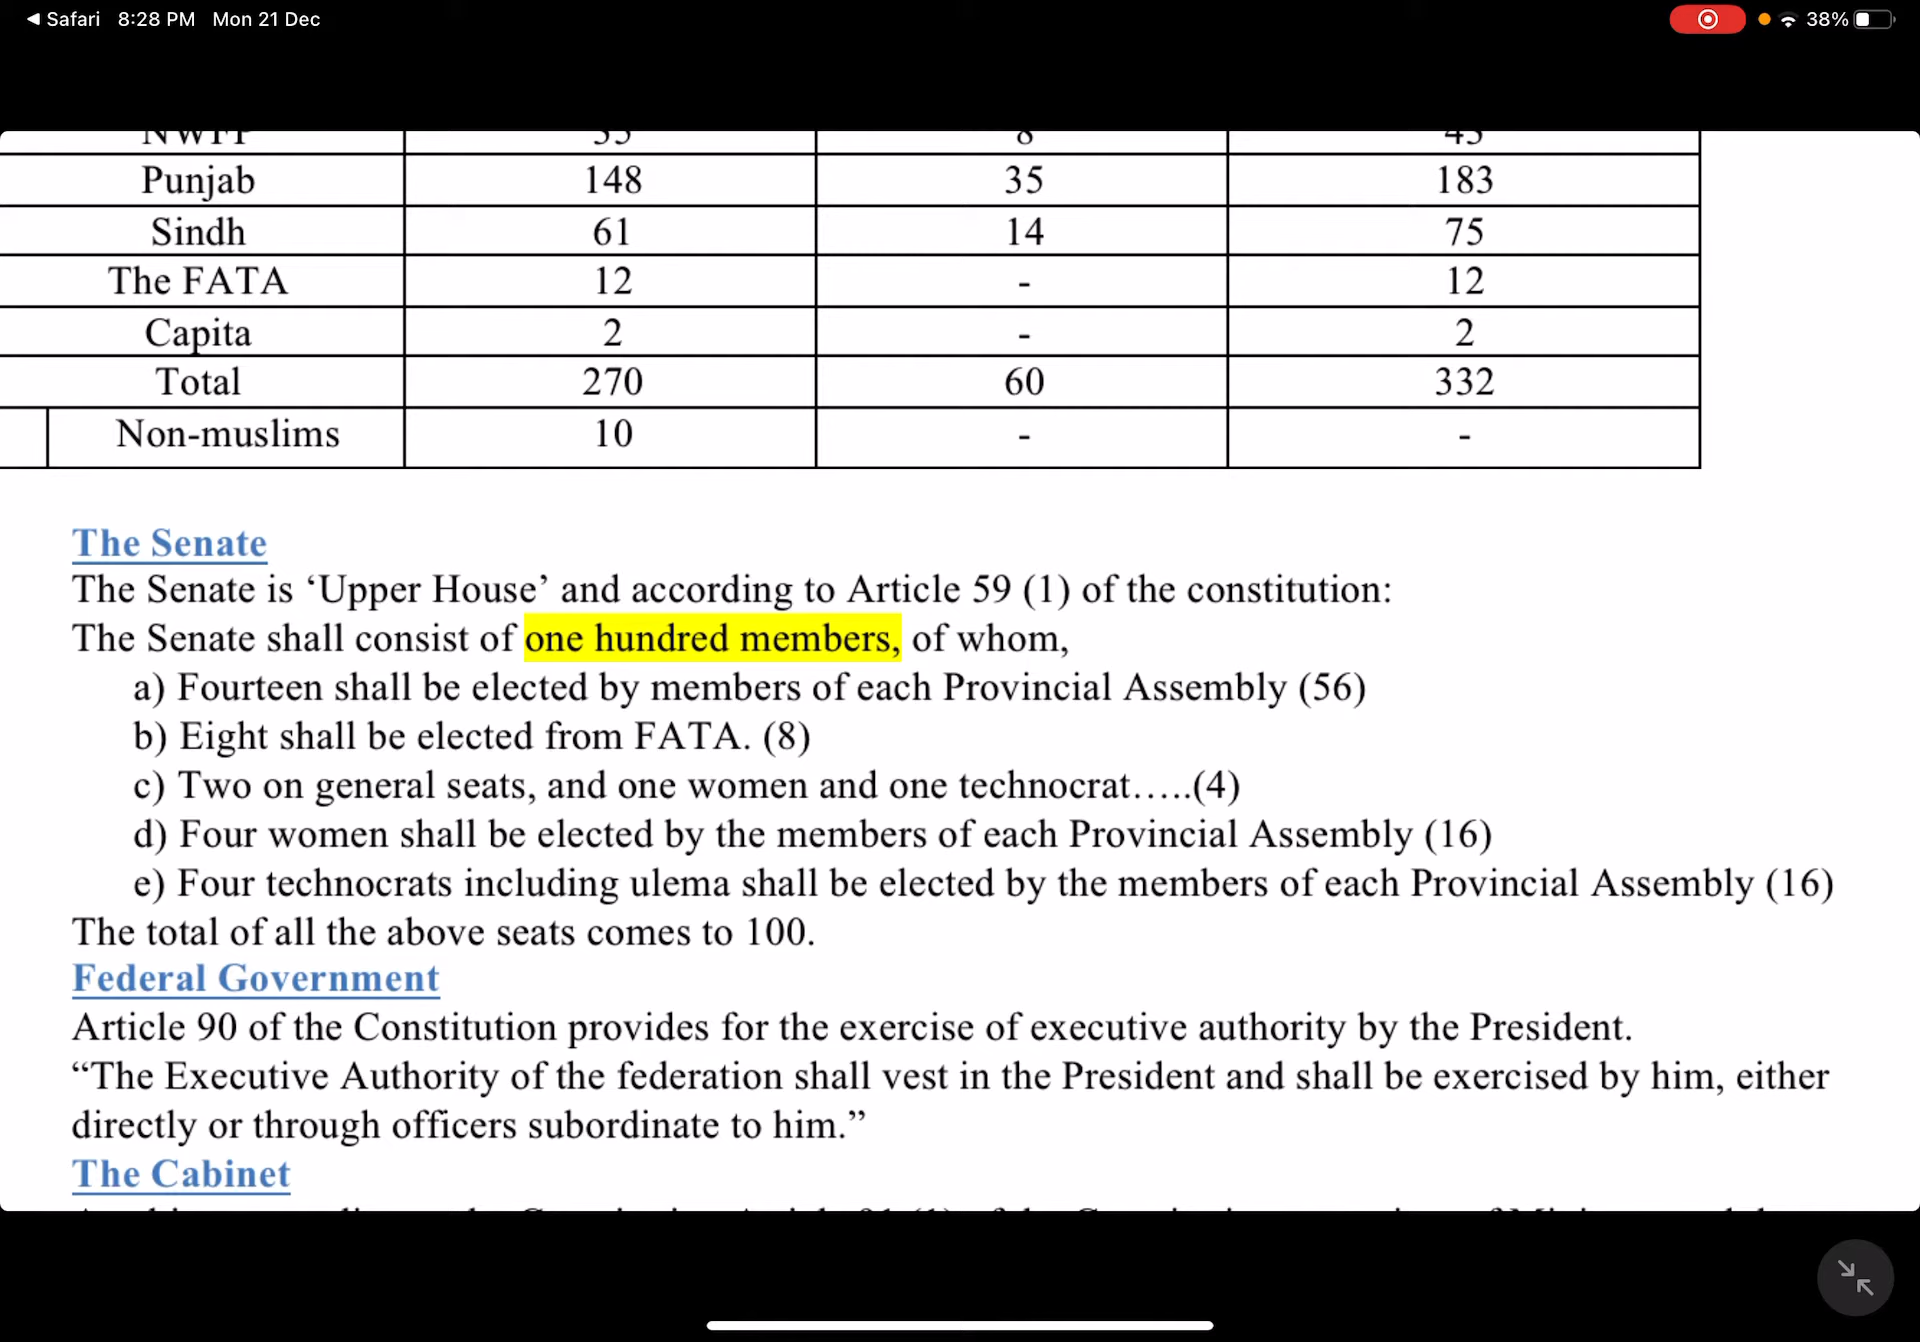 ◀ Safari 8:28 PM Mon 21 Dec 38%
NWFP 35 8 43
Punjab 148 35 183
Sindh 61 14 75
The FATA 12 - 12
Capita 2 - 2
Total 270 60 332
Non-muslims 10 - -
The Senate
The Senate is ‘Upper House’ and according to Article 59 (1) of the constitution:
The Senate shall consist of one hundred members, of whom,
a) Fourteen shall be elected by members of each Provincial Assembly (56)
b) Eight shall be elected from FATA. (8)
c) Two on general seats, and one women and one technocrat…..(4)
d) Four women shall be elected by the members of each Provincial Assembly (16)
e) Four technocrats including ulema shall be elected by the members of each Provincial Assembly (16)
The total of all the above seats comes to 100.
Federal Government
Article 90 of the Constitution provides for the exercise of executive authority by the President.
“The Executive Authority of the federation shall vest in the President and shall be exercised by him, either
directly or through officers subordinate to him.”
The Cabinet